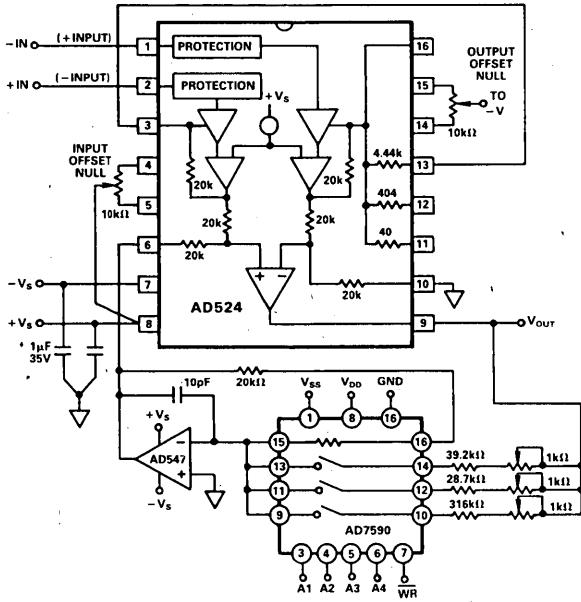 −IN (+INPUT)
+IN (−INPUT)
1 PROTECTION
2 PROTECTION
+VS
3
INPUT
OFFSET
NULL
4
5
10kΩ
6
−VS 7
+VS 8
1μF
35V
20k
20k
20k
20k
20k
20k
AD524
+ −
16
OUTPUT
OFFSET
NULL
15
TO
−V
14
10kΩ
4.44k 13
404 12
40 11
10
9 VOUT
20kΩ
10pF
+VS
AD547
− +
−VS
VSS VDD GND
1 8 16
15 16
13 14 39.2kΩ 1kΩ
11 12 28.7kΩ 1kΩ
9 10 316kΩ 1kΩ
AD7590
3 4 5 6 7
A1 A2 A3 A4 WR